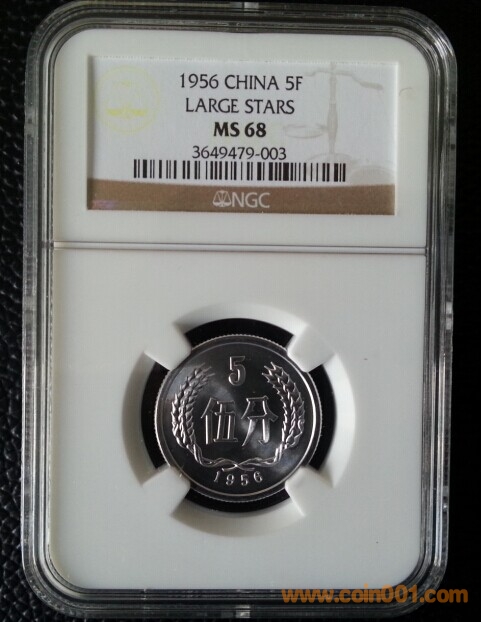 1956 CHINA 5F
LARGE STARS
MS 68
3649479-003
NGC
5
伍分
1956
www.coin001.com